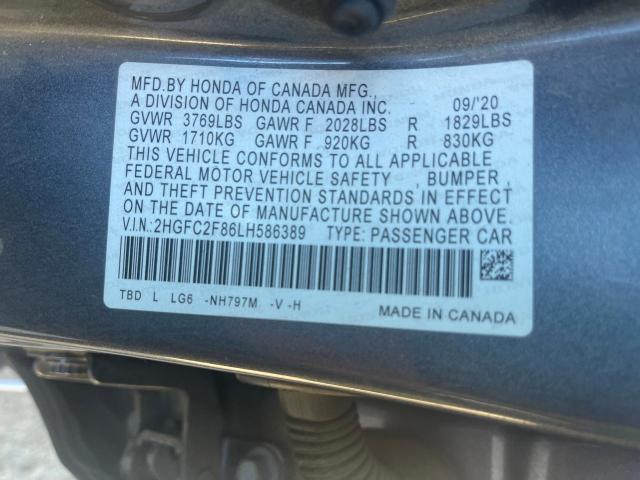 MFD.BY HONDA OF CANADA MFG.,
A DIVISION OF HONDA CANADA INC. 09/'20
GVWR 3769LBS GAWR F 2028LBS R 1829LBS
GVWR 1710KG GAWR F 920KG R 830KG
THIS VEHICLE CONFORMS TO ALL APPLICABLE
FEDERAL MOTOR VEHICLE SAFETY , BUMPER ,
AND THEFT PREVENTION STANDARDS IN EFFECT
ON THE DATE OF MANUFACTURE SHOWN ABOVE.
V.I.N.:2HGFC2F86LH586389 TYPE: PASSENGER CAR
TBD L LG6 -NH797M -V -H
MADE IN CANADA